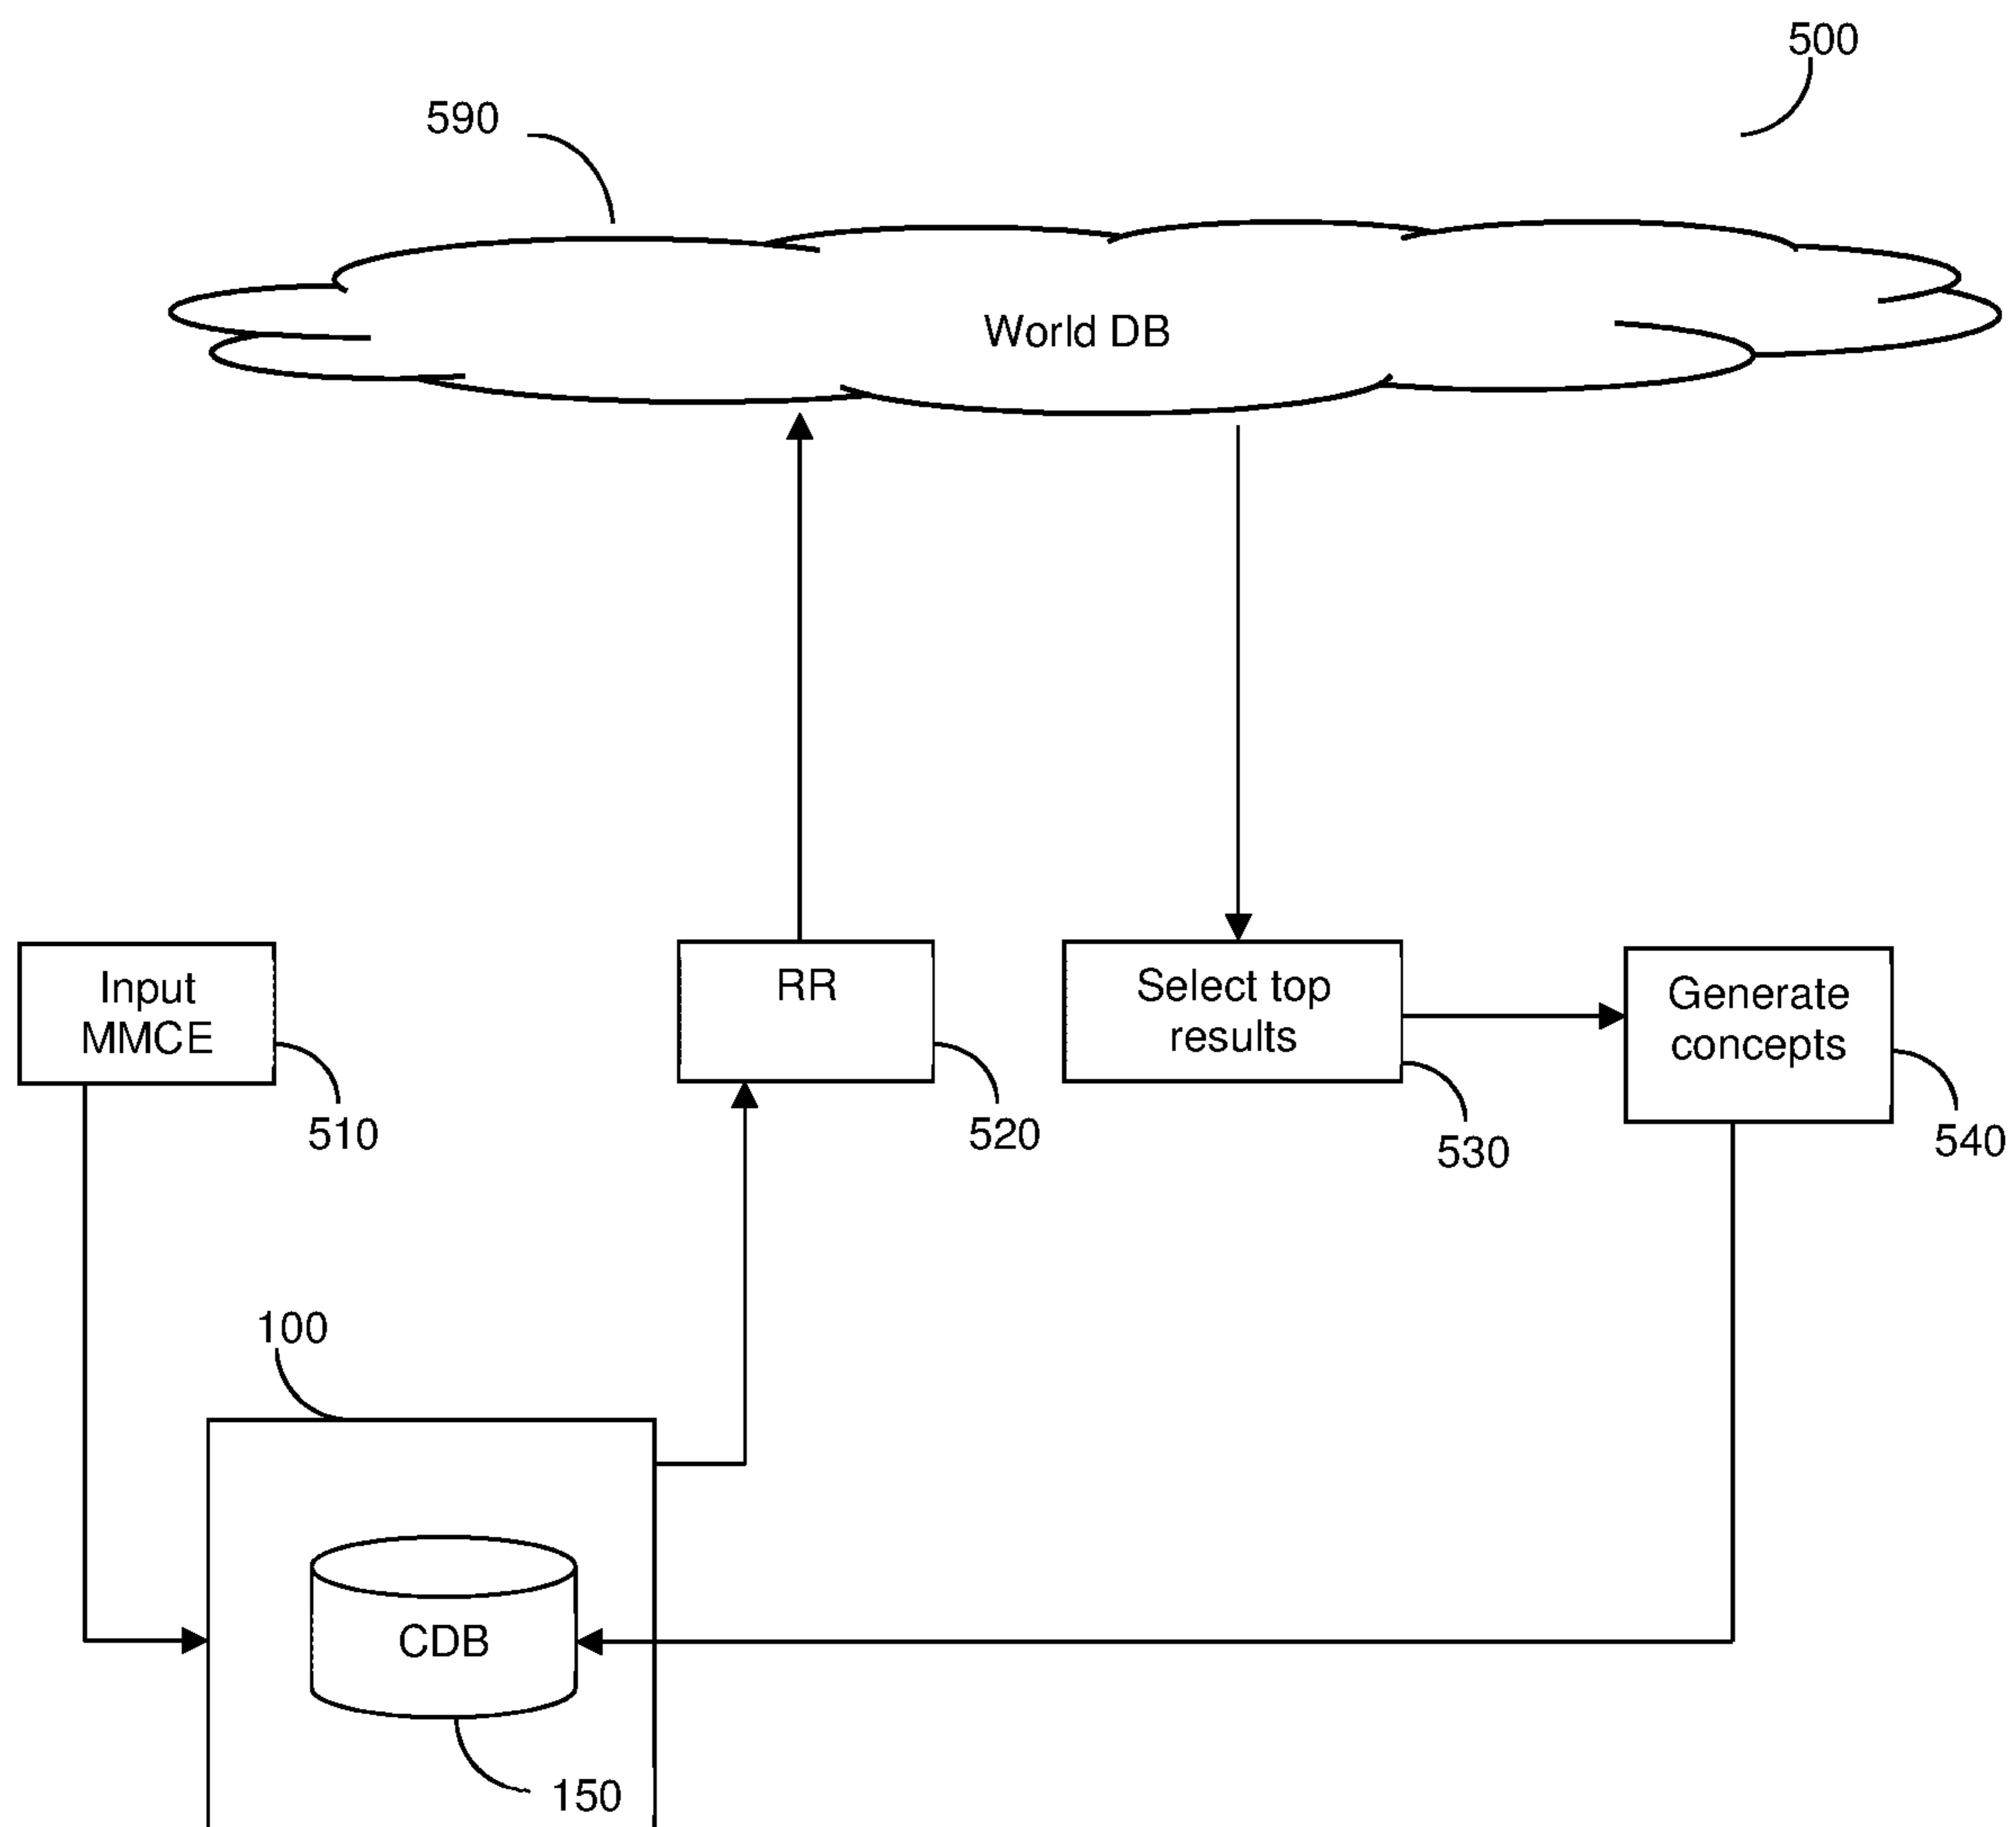 500
590
World DB
Input
MMCE
510
RR
520
Select top
results
530
Generate
concepts
540
100
CDB
150